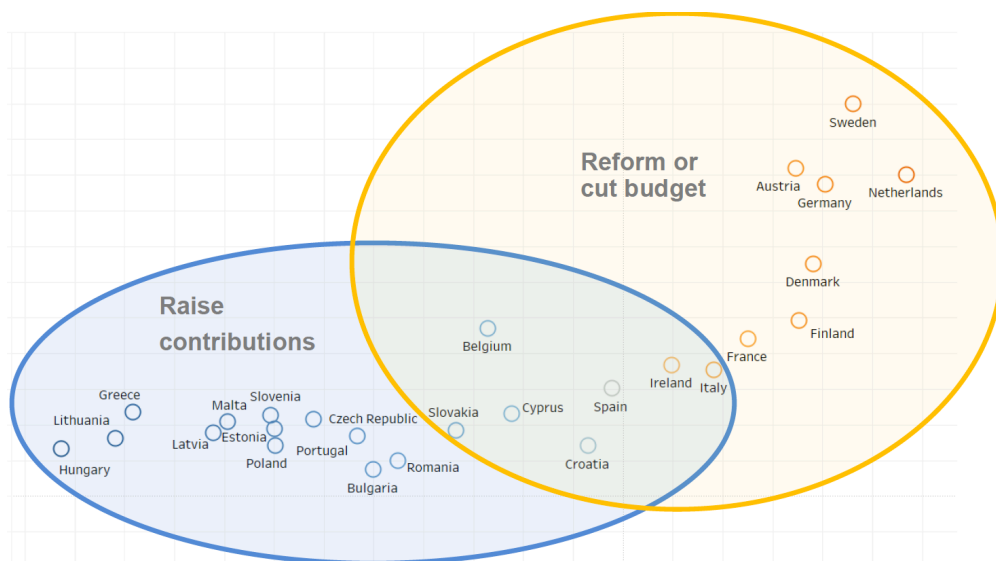 Sweden
Reform or
cut budget
Austria
Netherlands
Germany
Denmark
Raise
contributions
Finland
Belgium
France
Ireland
Italy
Greece
Slovenia
Malta
Spain
Cyprus
Slovakia
Lithuania
Czech Republic
Estonia
Latvia
Portugal
Poland
Croatia
Romania
Hungary
Bulgaria